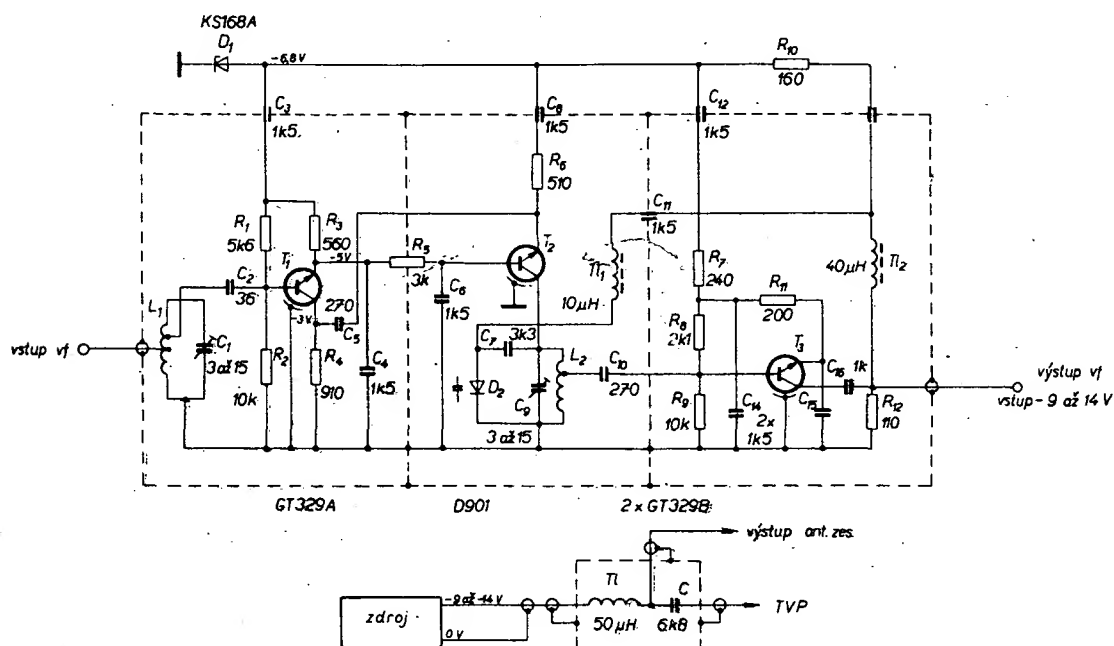 KS168A
D1
-6,8V
R10
160
C3
1k5
C8
1k5
C12
1k5
R6
510
C11
1k5
R1
5k6
R3
560
T1
-5V
R5
3k
T2
Tl1
10µH
R7
240
40µH
Tl2
L1
C2
36
-3V
270
C5
C6
1k5
R11
200
R8
2k1
T3
vstup vf
C1
3 až 15
R2
10k
R4
910
C4
1k5
C7
3k3
D2
C9
3 až 15
L2
C10
270
R9
10k
C14
2x
1k5
C15
C16
1k
R12
110
výstup vf
vstup - 9 až 14 V
GT329A
D901
2 x GT329B
výstup ant. zes.
zdroj
-9 až -14 V
0 V
Tl
50µH
C
6k8
TVP